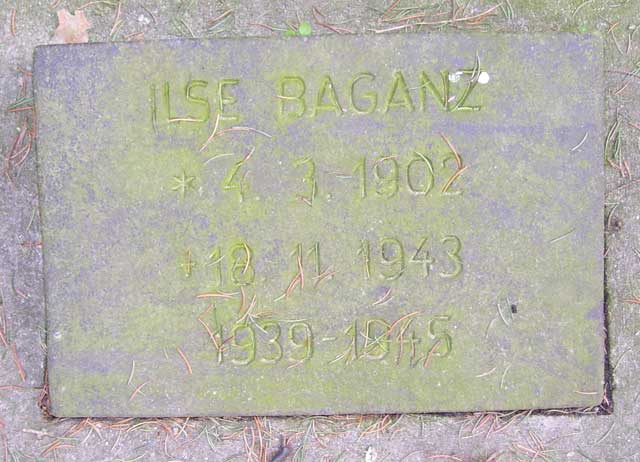 ILSE BAGANZ
* 4. 3. 1902
+ 18. 11. 1943
1939-1945